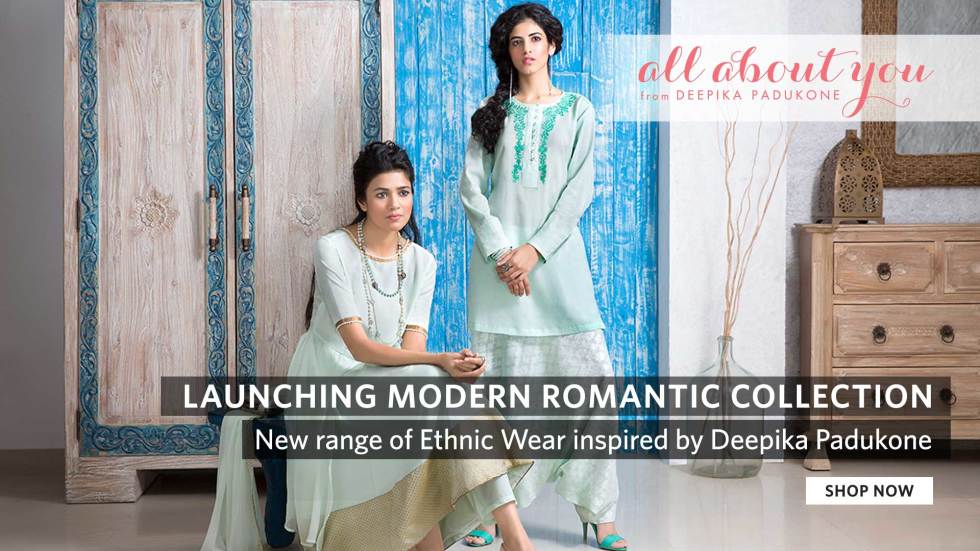 all about you
from DEEPIKA PADUKONE
LAUNCHING MODERN ROMANTIC COLLECTION
New range of Ethnic Wear inspired by Deepika Padukone
SHOP NOW